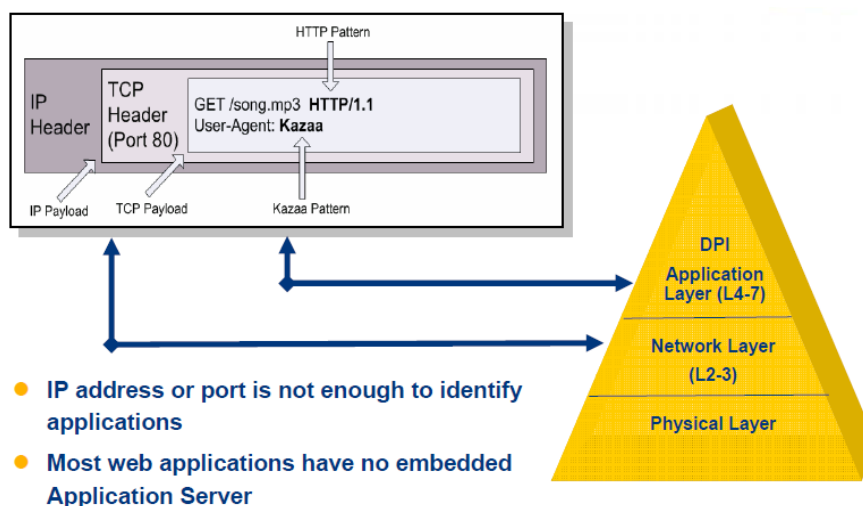 HTTP Pattern
IP
Header
TCP
Header
(Port 80)
GET /song.mp3 HTTP/1.1
User-Agent: Kazaa
IP Payload
TCP Payload
Kazaa Pattern
DPI
Application
Layer (L4-7)
Network Layer
(L2-3)
Physical Layer
IP address or port is not enough to identify
applications
Most web applications have no embedded
Application Server